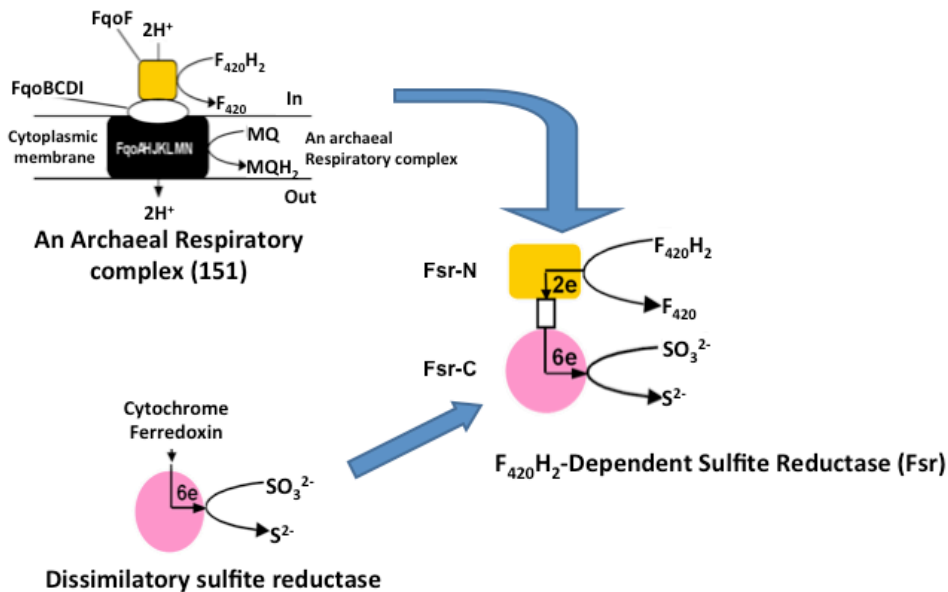 FqoF
2H⁺
F₄₂₀H₂
FqoBCDI
F₄₂₀
In
Cytoplasmic
membrane
FqoAHJKLMN
MQ
MQH₂
An archaeal
Respiratory complex
Out
2H⁺
An Archaeal Respiratory
complex (151)
Fsr-N
2e
F₄₂₀H₂
F₄₂₀
Fsr-C
6e
SO₃²⁻
S²⁻
F₄₂₀H₂-Dependent Sulfite Reductase (Fsr)
Cytochrome
Ferredoxin
6e
SO₃²⁻
S²⁻
Dissimilatory sulfite reductase